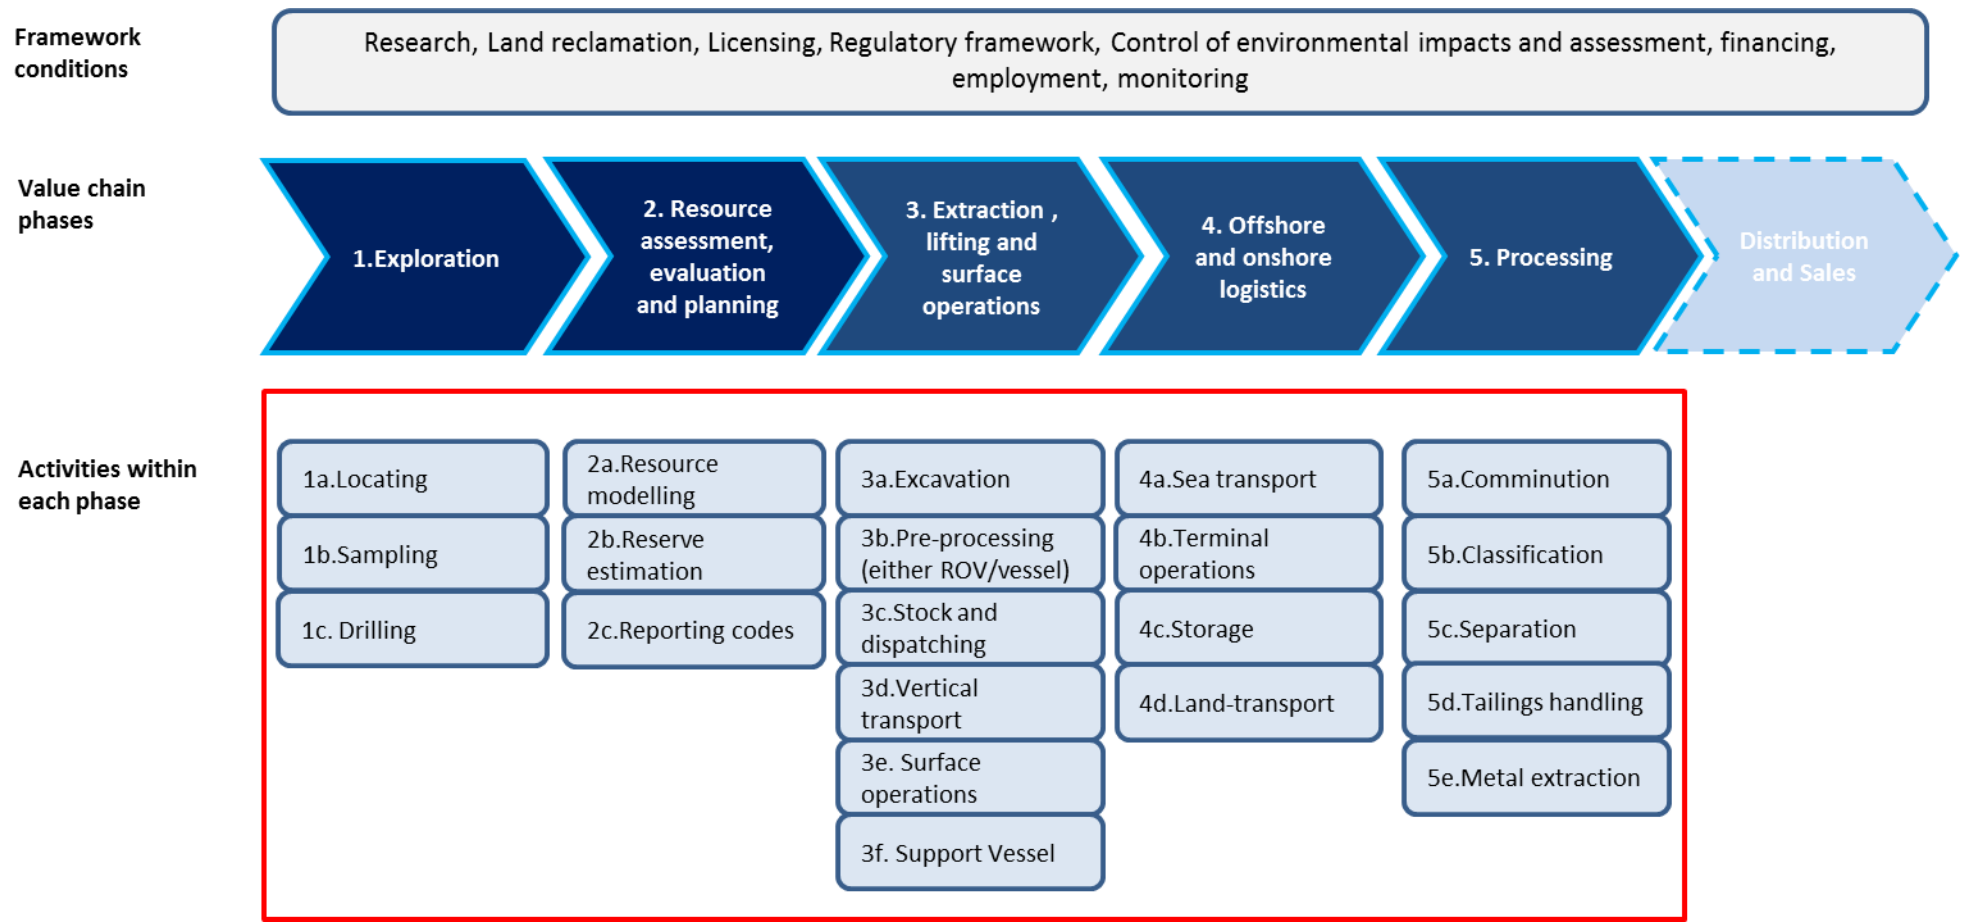 Framework
conditions
Research, Land reclamation, Licensing, Regulatory framework, Control of environmental impacts and assessment, financing,
employment, monitoring
Value chain
phases
1.Exploration
2. Resource
assessment,
evaluation
and planning
3. Extraction ,
lifting and
surface
operations
4. Offshore
and onshore
logistics
5. Processing
Distribution
and Sales
Activities within
each phase
1a.Locating
1b.Sampling
1c. Drilling
2a.Resource
modelling
2b.Reserve
estimation
2c.Reporting codes
3a.Excavation
3b.Pre-processing
(either ROV/vessel)
3c.Stock and
dispatching
3d.Vertical
transport
3e. Surface
operations
3f. Support Vessel
4a.Sea transport
4b.Terminal
operations
4c.Storage
4d.Land-transport
5a.Comminution
5b.Classification
5c.Separation
5d.Tailings handling
5e.Metal extraction